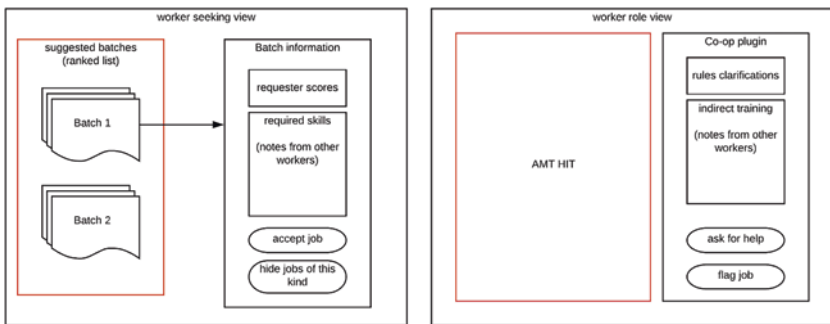 worker seeking view
suggested batches
(ranked list)
Batch 1
Batch 2
Batch information
requester scores
required skills
(notes from other
workers)
accept job
hide jobs of this
kind
worker role view
AMT HIT
Co-op plugin
rules clarifications
indirect training
(notes from other
workers)
ask for help
flag job